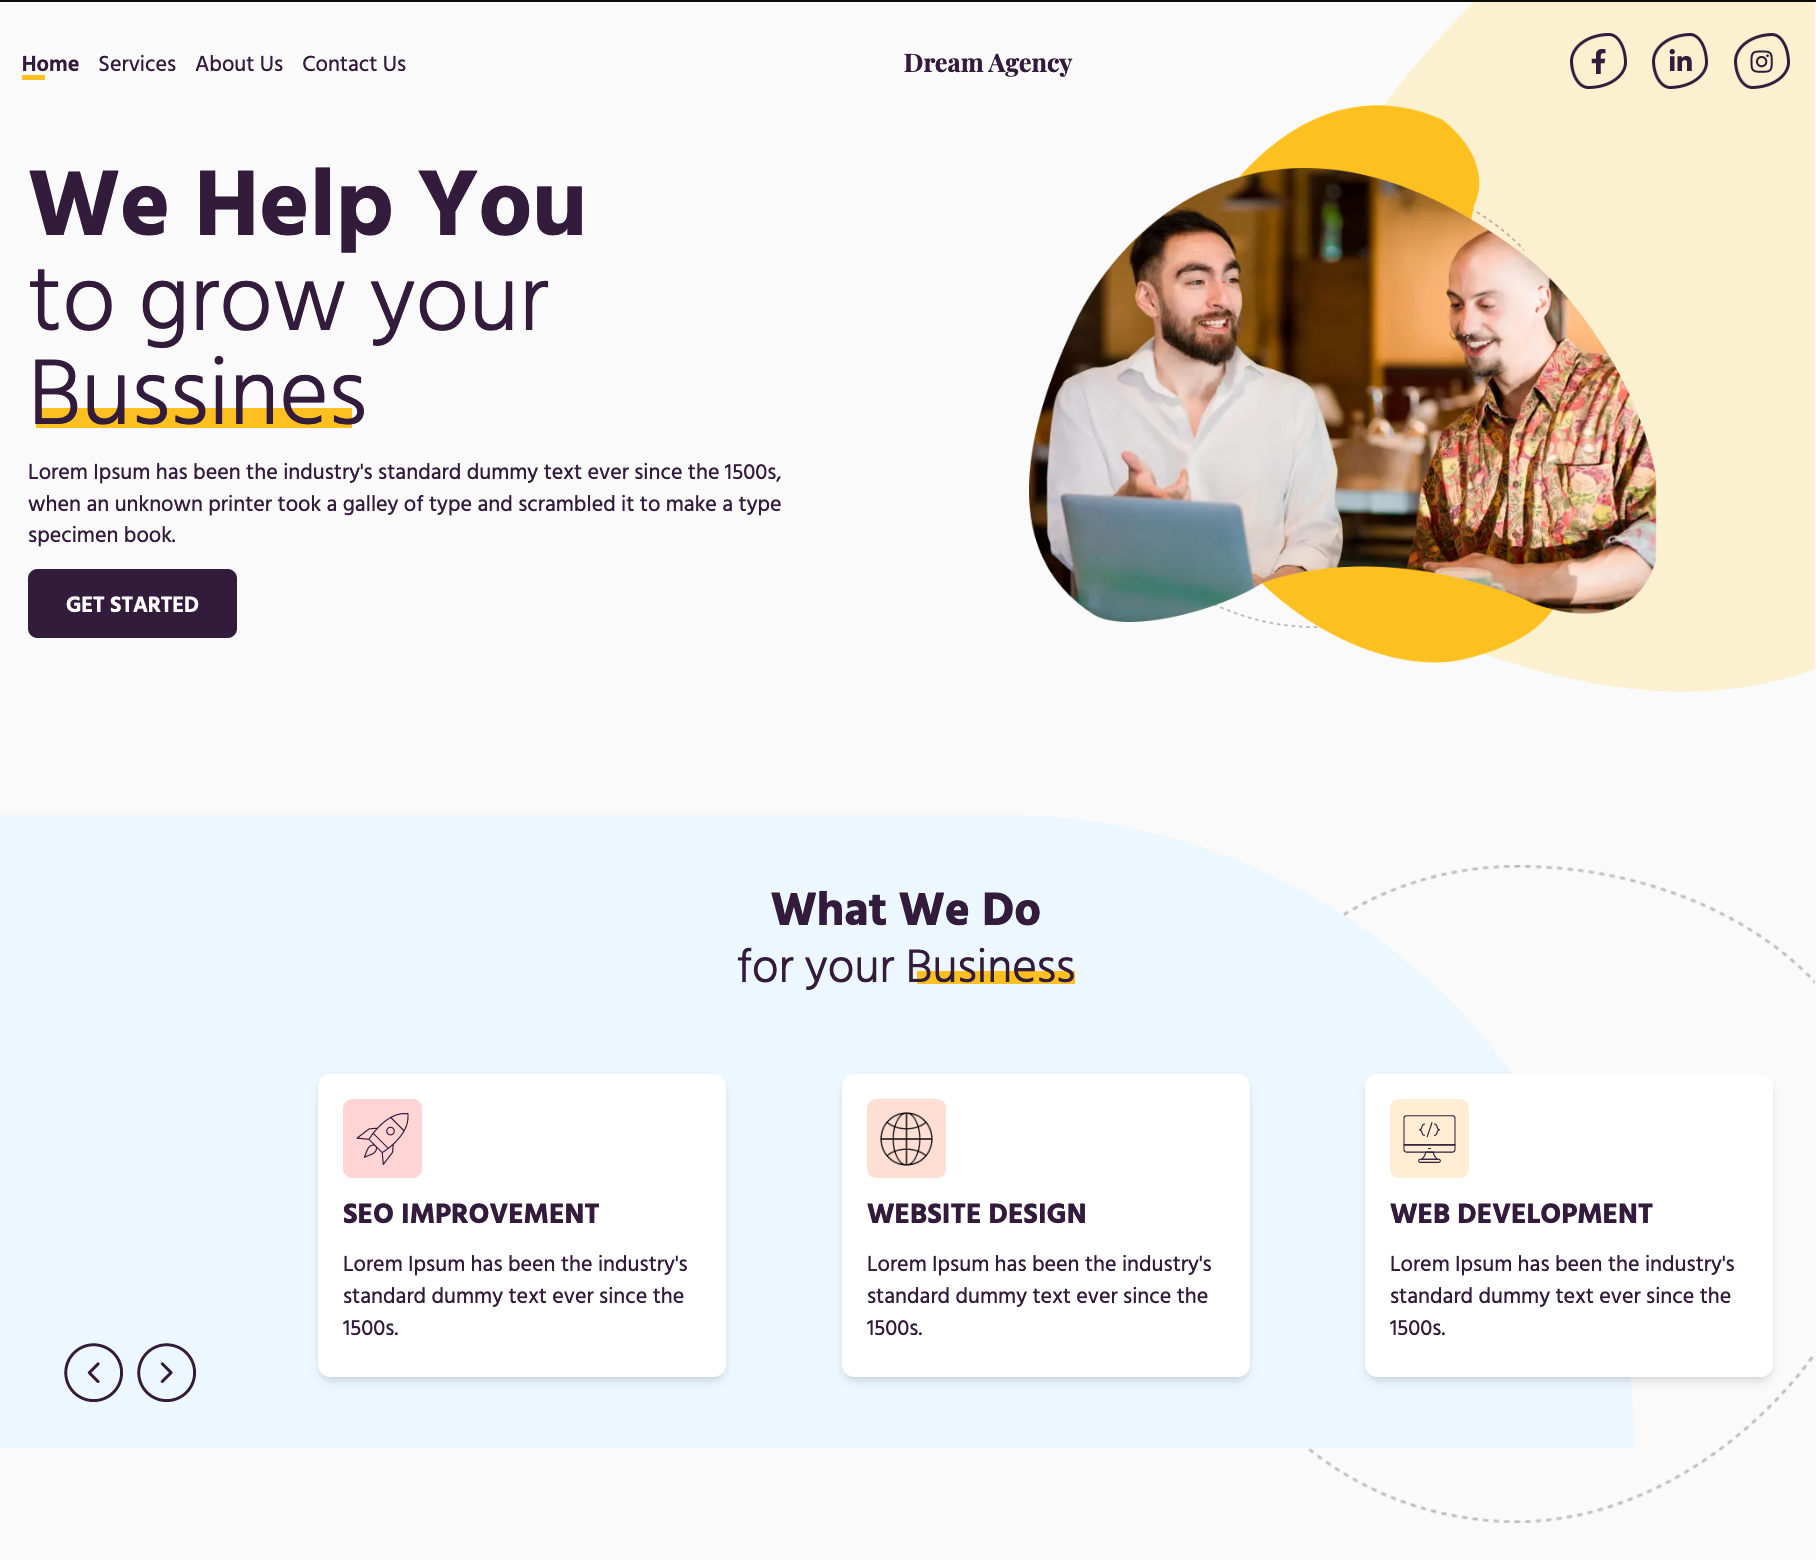 Home Services About Us Contact Us
Dream Agency
We Help You
to grow your
Bussines
Lorem Ipsum has been the industry's standard dummy text ever since the 1500s,
when an unknown printer took a galley of type and scrambled it to make a type
specimen book.
GET STARTED
What We Do
for your Business
SEO IMPROVEMENT
Lorem Ipsum has been the industry's
standard dummy text ever since the
1500s.
WEBSITE DESIGN
Lorem Ipsum has been the industry's
standard dummy text ever since the
1500s.
WEB DEVELOPMENT
Lorem Ipsum has been the industry's
standard dummy text ever since the
1500s.